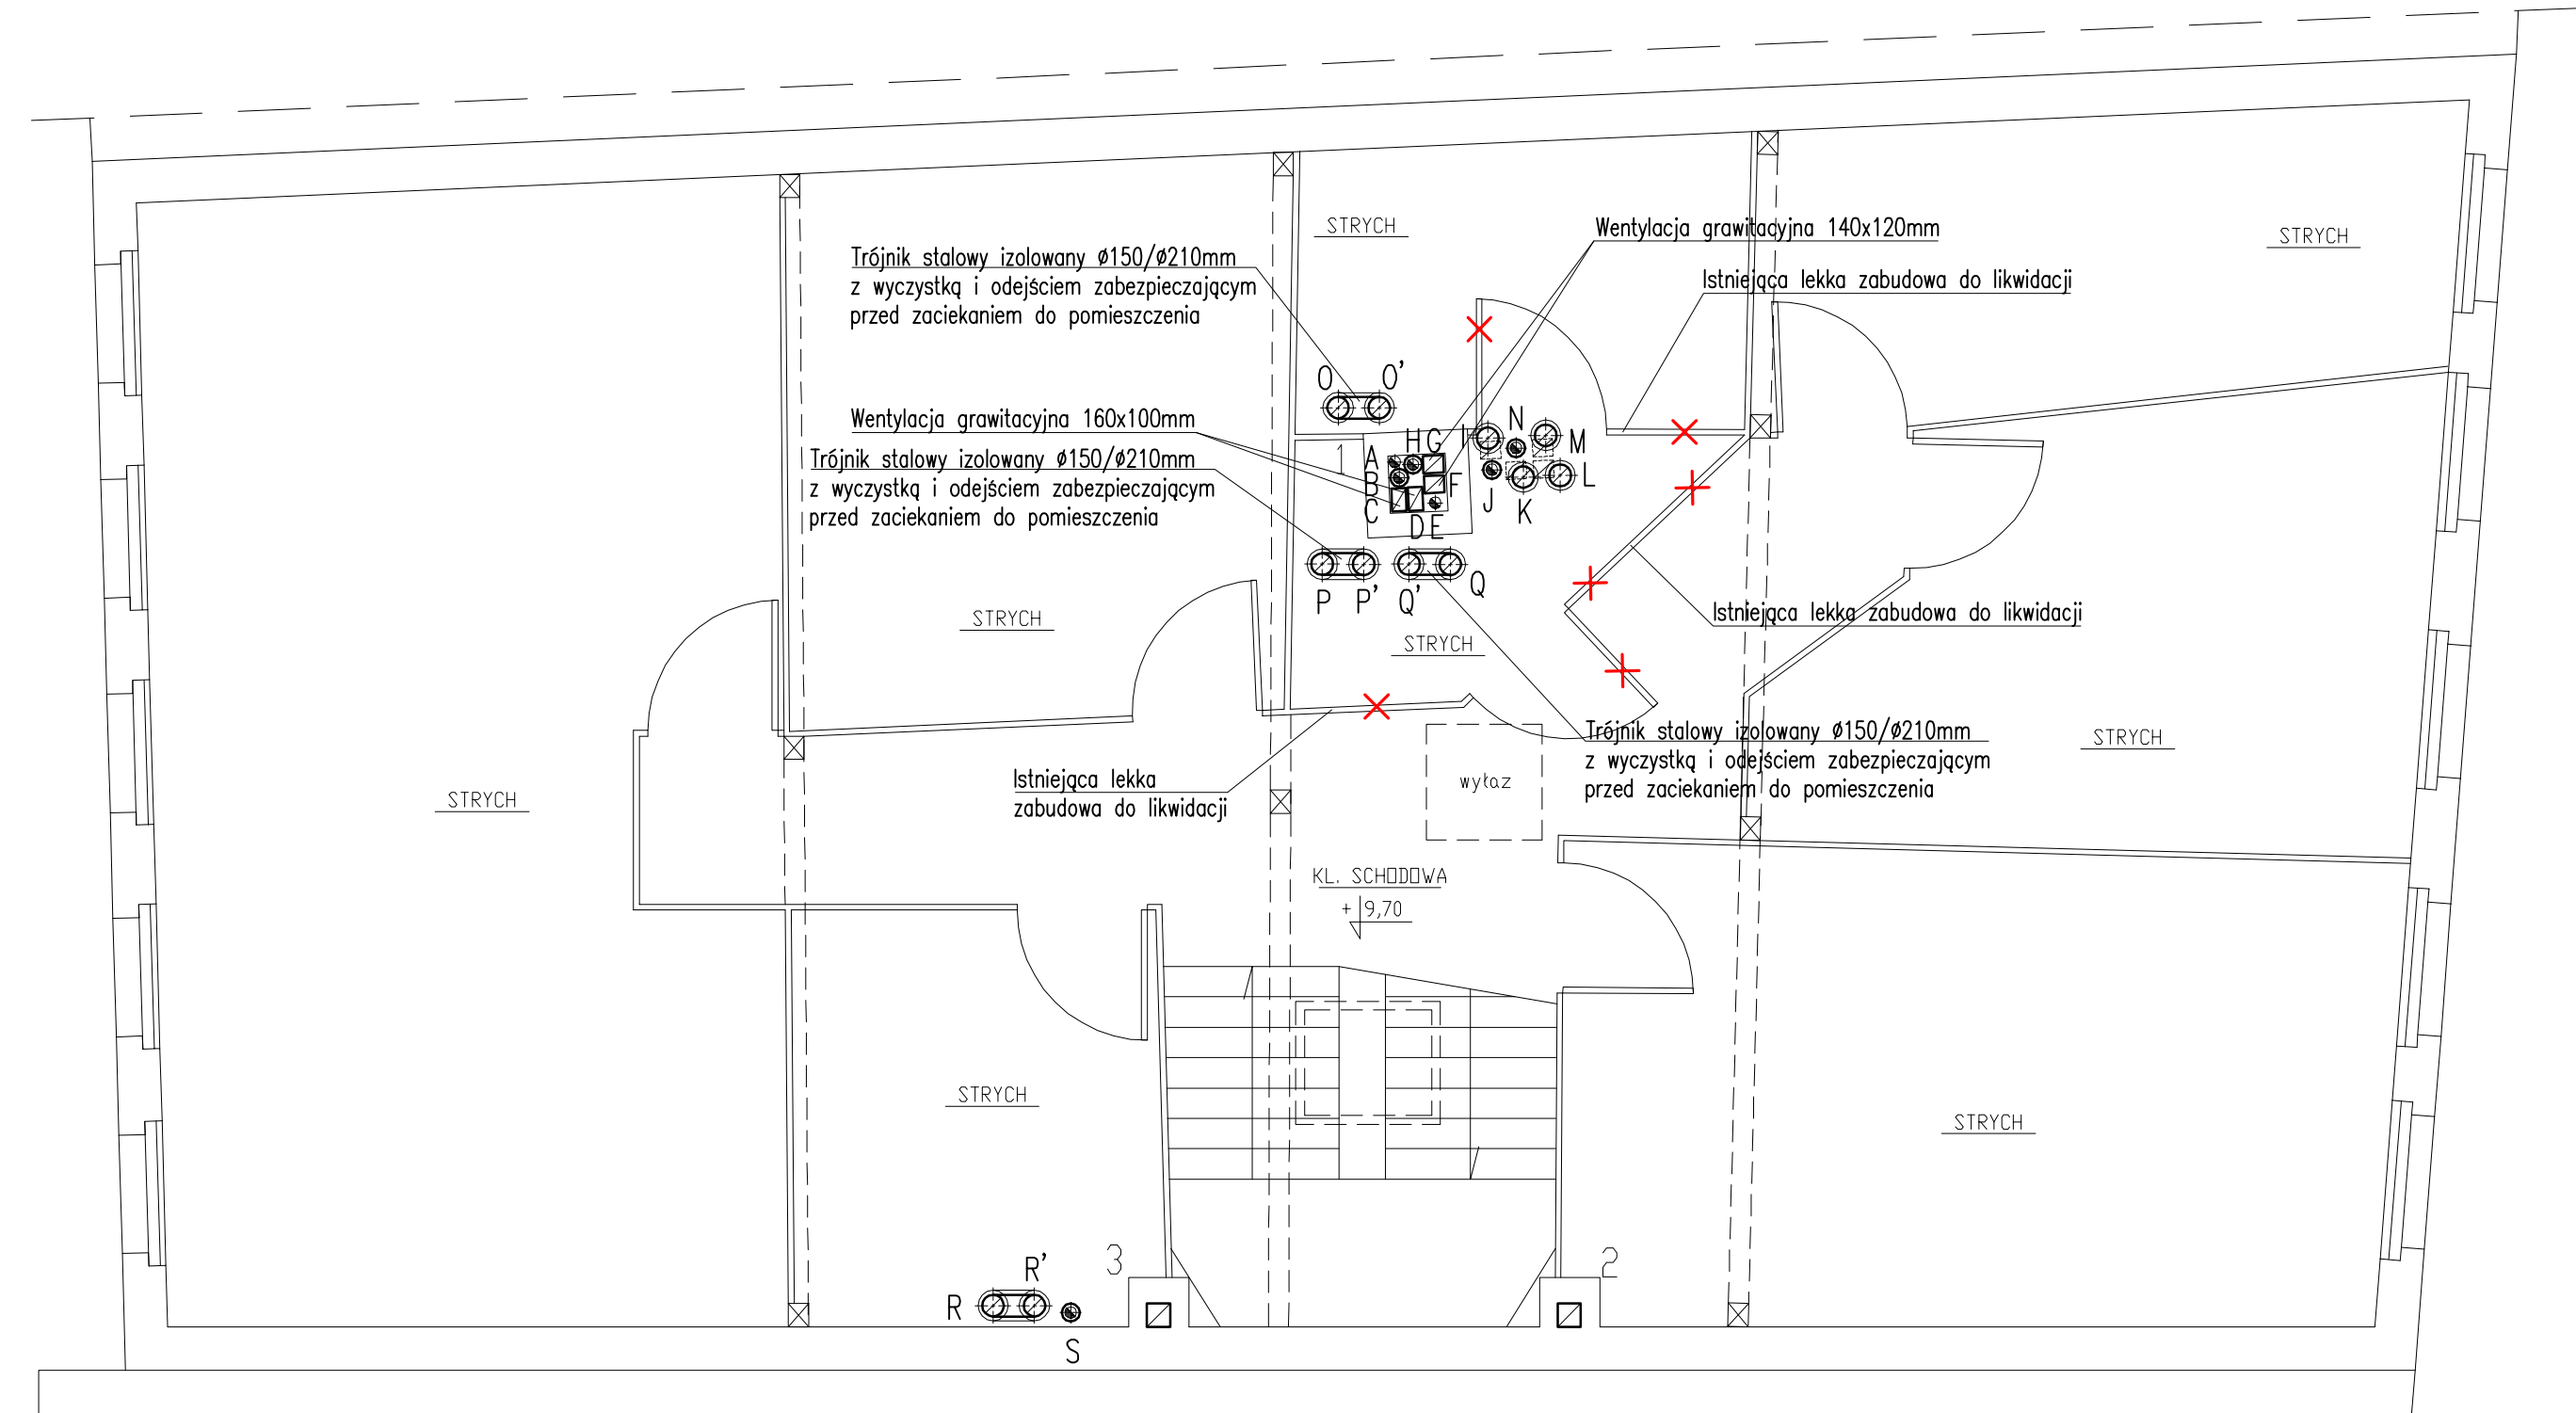 STRYCH
Wentylacja grawitacyjna 140x120mm
STRYCH
Trójnik stalowy izolowany ø150/ø210mm
z wyczystką i odejściem zabezpieczającym
przed zaciekaniem do pomieszczenia
Istniejąca lekka zabudowa do likwidacji
O O'
Wentylacja grawitacyjna 160x100mm
N
I
M
H G
1
A
Trójnik stalowy izolowany ø150/ø210mm
z wyczystką i odejściem zabezpieczającym
przed zaciekaniem do pomieszczenia
B
F
L
C
J
K
D E
P P' Q' Q
STRYCH
STRYCH
Istniejąca lekka zabudowa do likwidacji
Trójnik stalowy izolowany ø150/ø210mm
z wyczystką i odejściem zabezpieczającym
przed zaciekaniem do pomieszczenia
STRYCH
Istniejąca lekka
zabudowa do likwidacji
wyłaz
STRYCH
KL. SCHODOWA
+ 9,70
STRYCH
STRYCH
R'
3
2
R
S